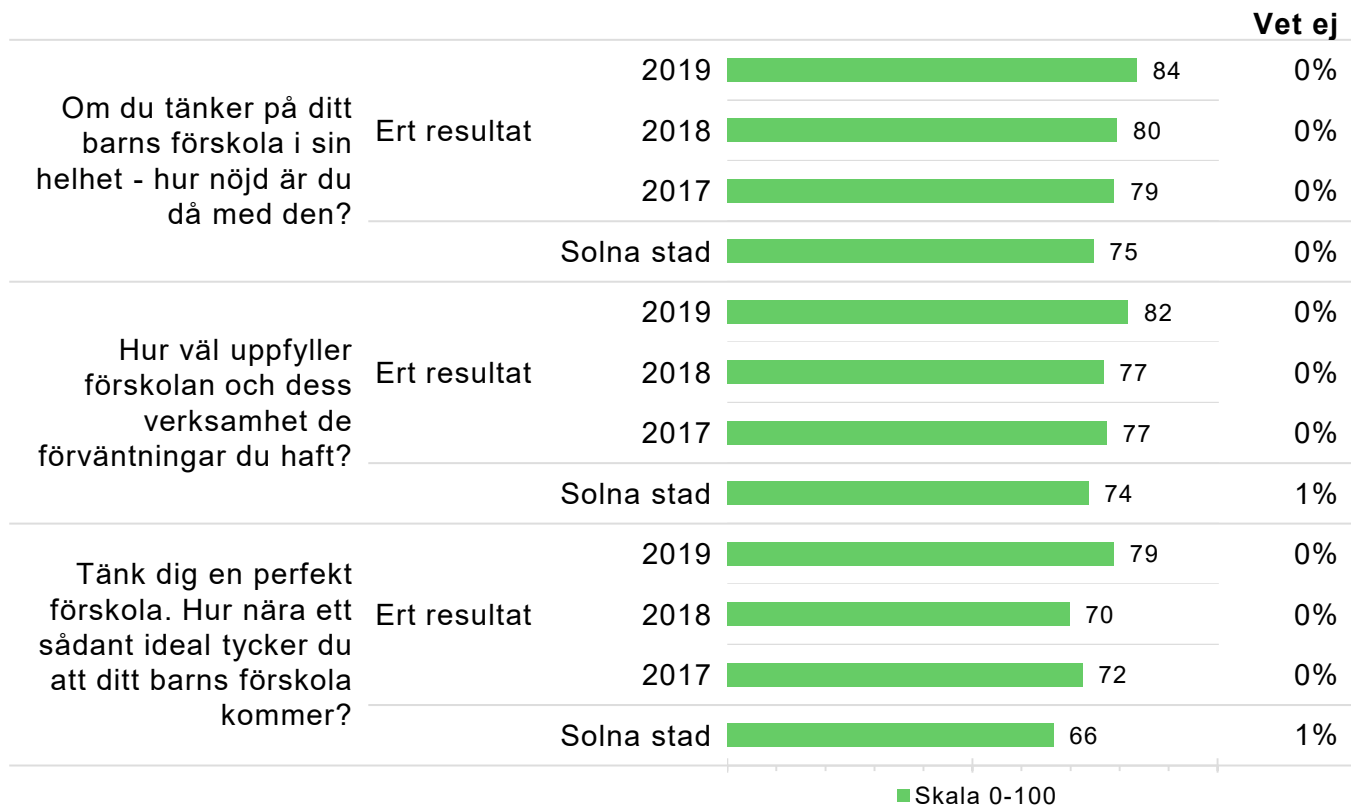 Vet ej
Om du tänker på ditt
barns förskola i sin
helhet - hur nöjd är du
då med den?
Ert resultat
2019 84 0%
2018 80 0%
2017 79 0%
Solna stad 75 0%
Hur väl uppfyller
förskolan och dess
verksamhet de
förväntningar du haft?
Ert resultat
2019 82 0%
2018 77 0%
2017 77 0%
Solna stad 74 1%
Tänk dig en perfekt
förskola. Hur nära ett
sådant ideal tycker du
att ditt barns förskola
kommer?
Ert resultat
2019 79 0%
2018 70 0%
2017 72 0%
Solna stad 66 1%
Skala 0-100